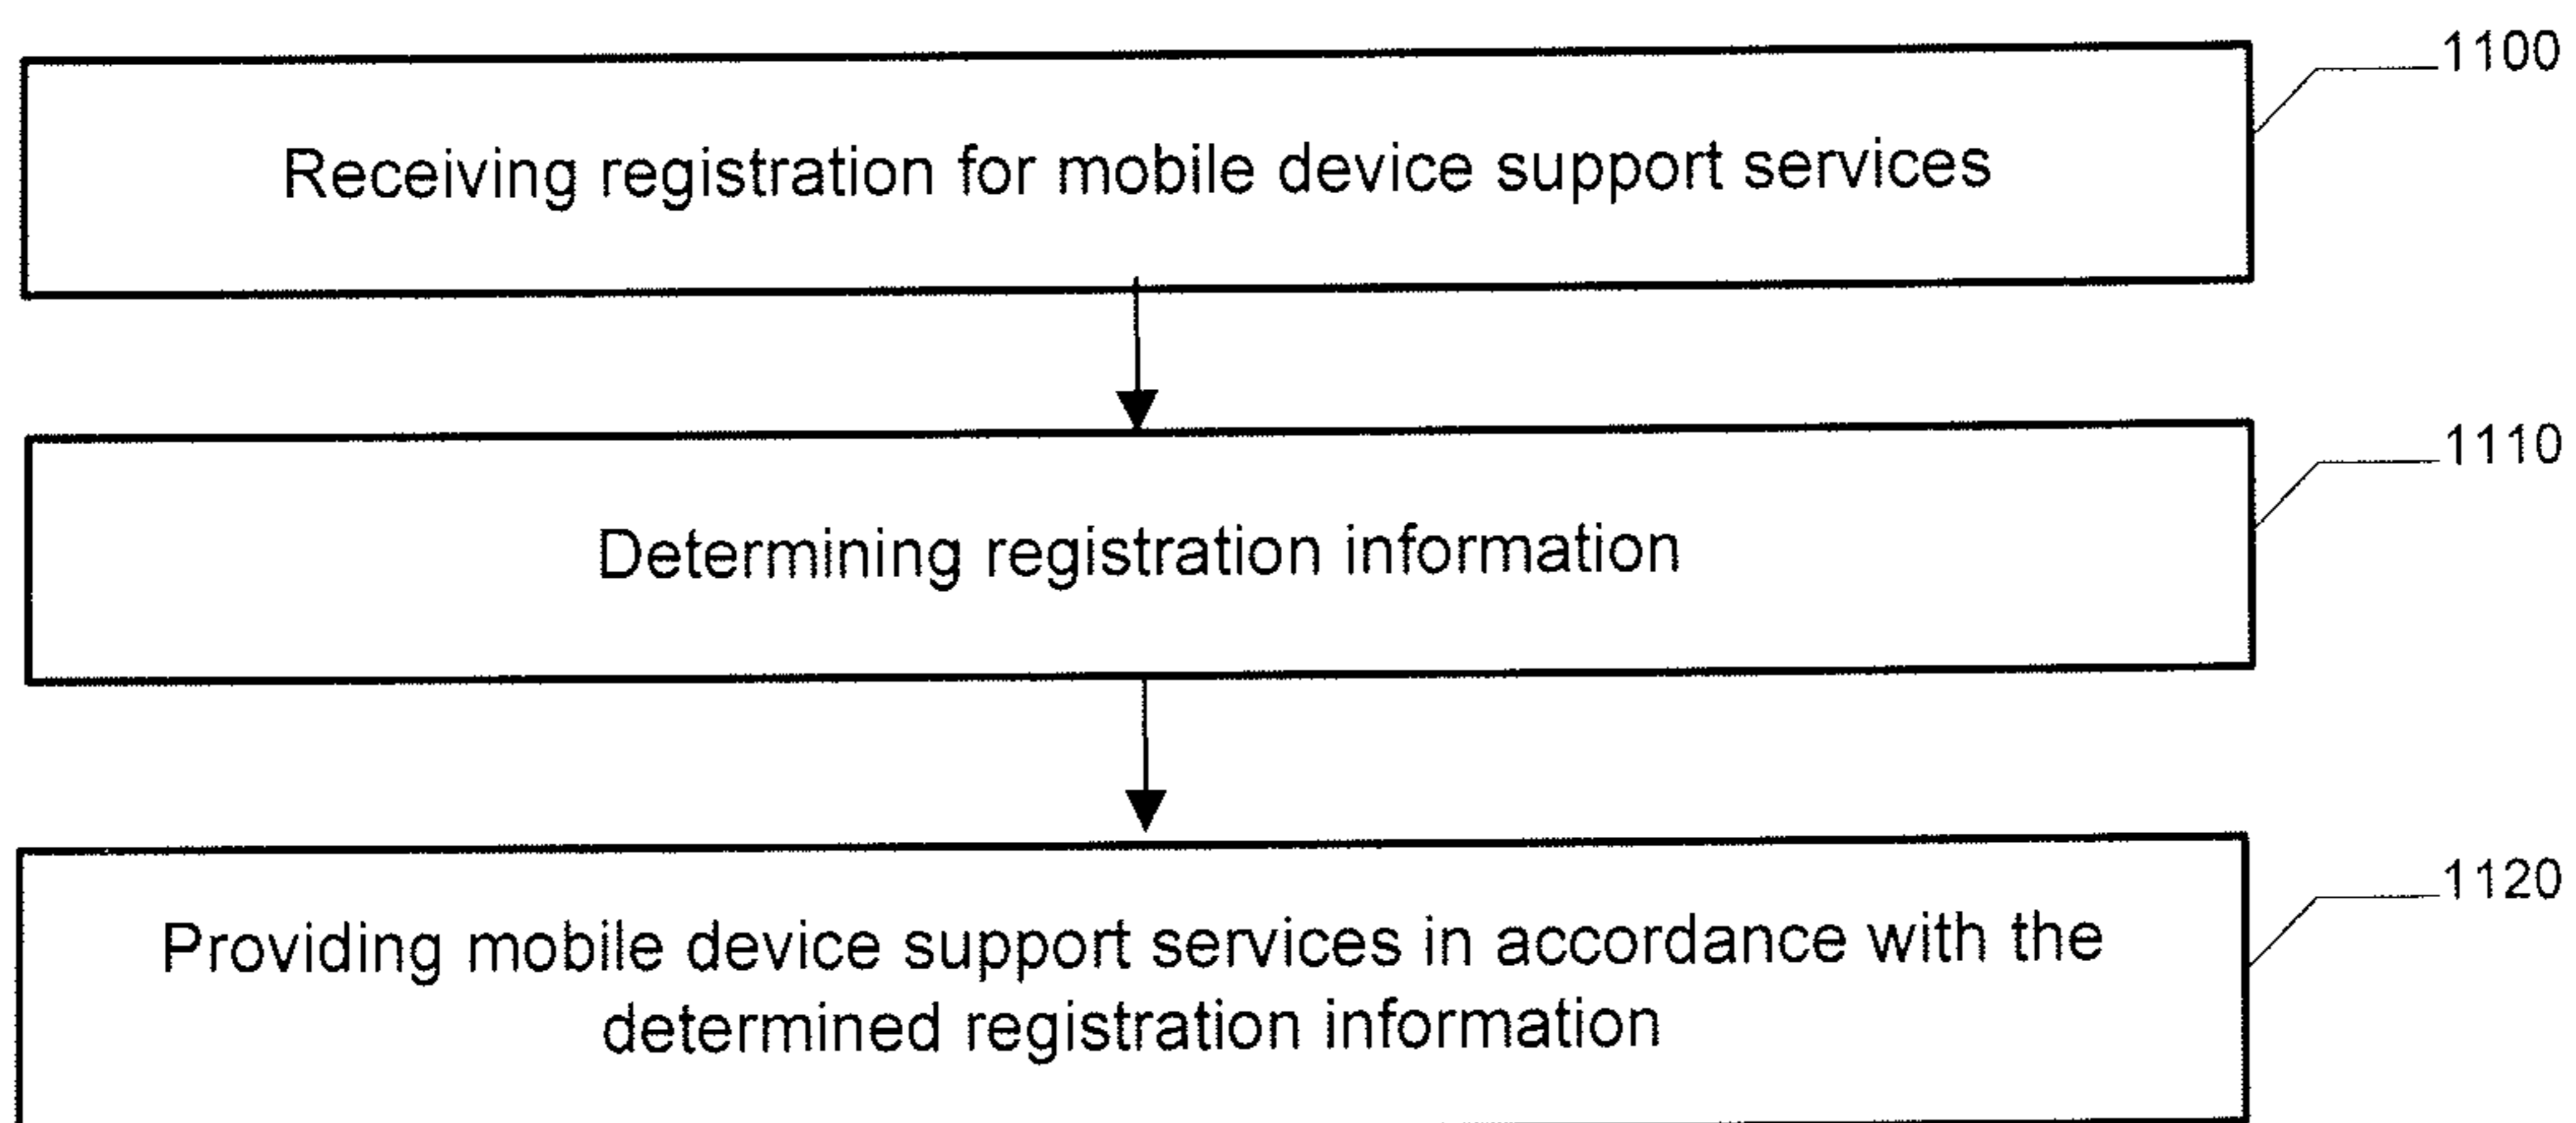 1100
Receiving registration for mobile device support services
1110
Determining registration information
1120
Providing mobile device support services in accordance with the
determined registration information